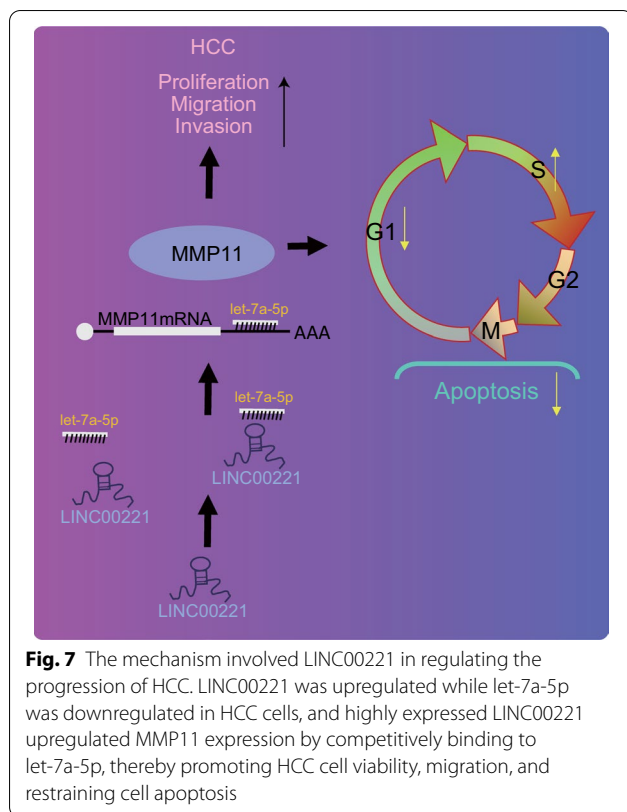 HCC
Proliferation
Migration
Invasion
S
G1
G2
M
MMP11
MMP11mRNA
let-7a-5p
AAA
Apoptosis
let-7a-5p
let-7a-5p
LINC00221
LINC00221
LINC00221
Fig. 7 The mechanism involved LINC00221 in regulating the
progression of HCC. LINC00221 was upregulated while let-7a-5p
was downregulated in HCC cells, and highly expressed LINC00221
upregulated MMP11 expression by competitively binding to
let-7a-5p, thereby promoting HCC cell viability, migration, and
restraining cell apoptosis